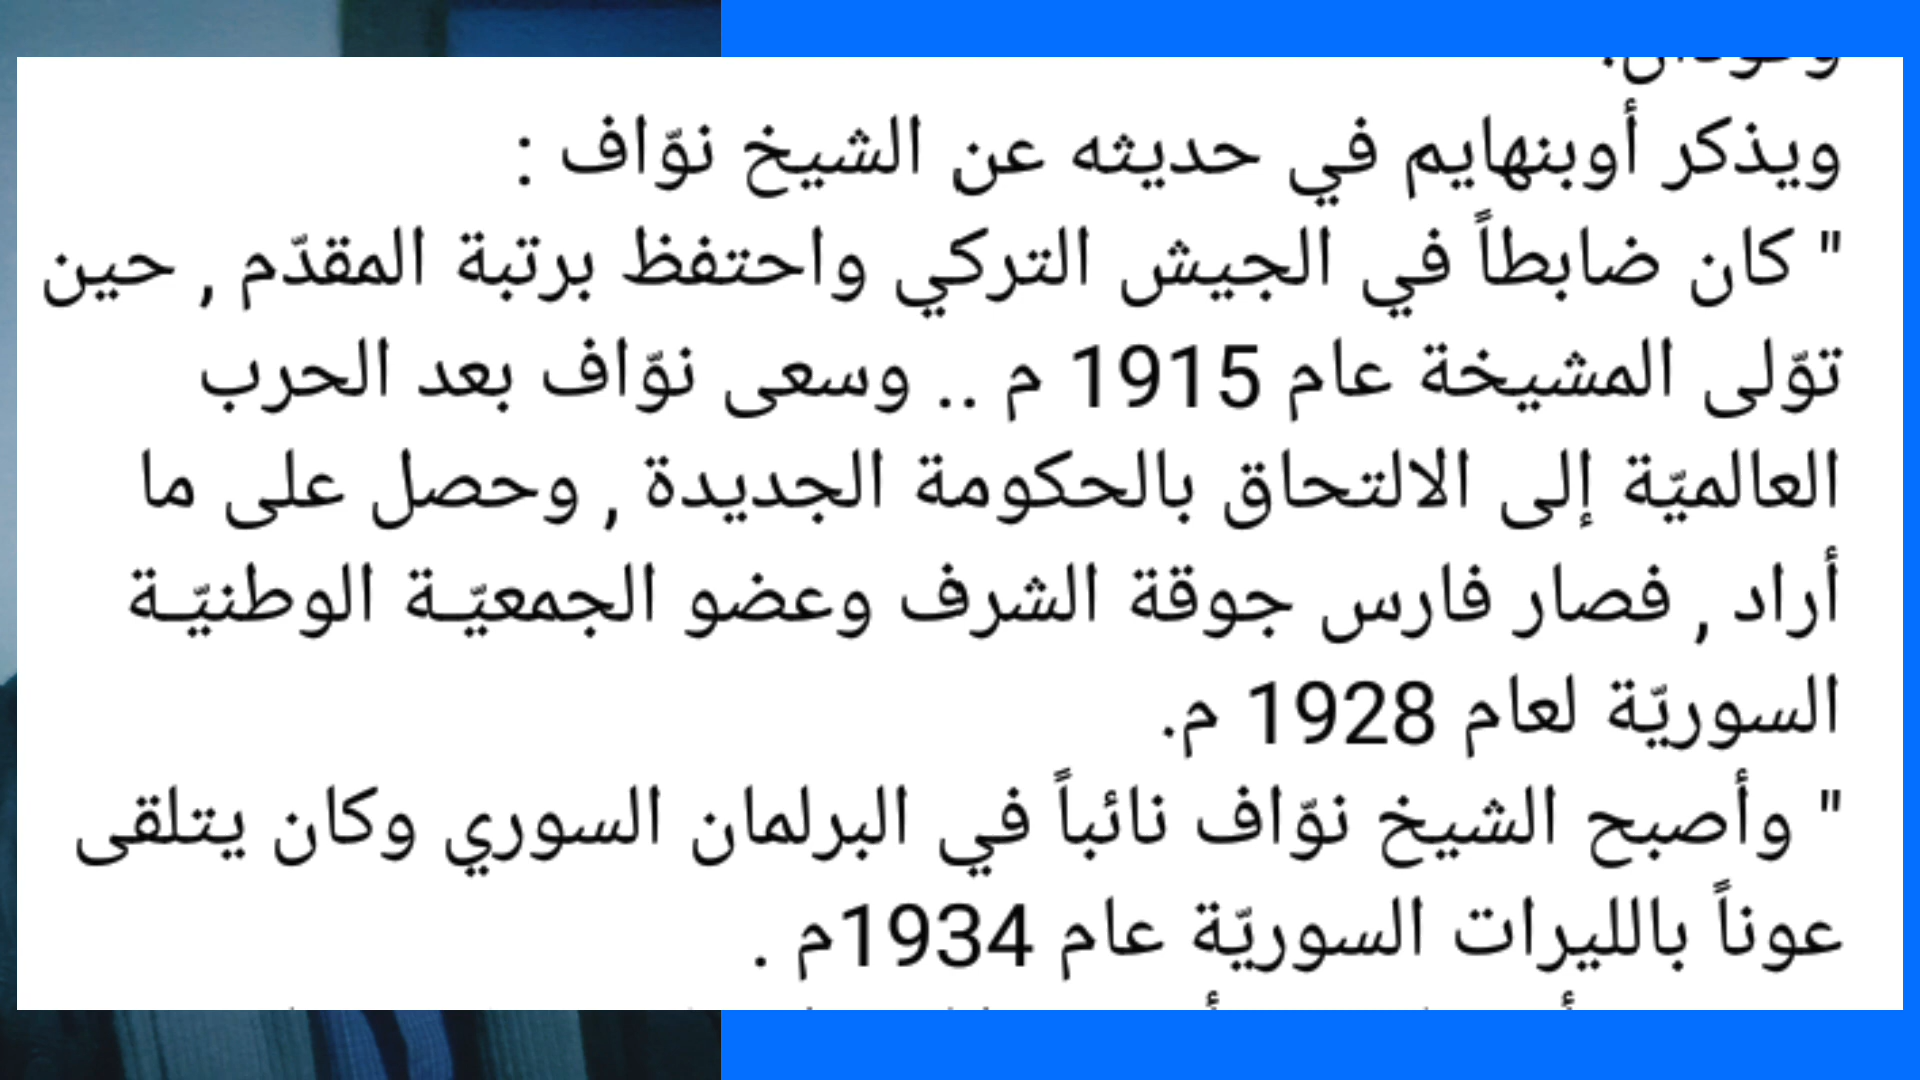 ويذكر أوبنهايم في حديثه عن الشيخ نوّاف :
" كان ضابطاً في الجيش التركي واحتفظ برتبة المقدّم , حين
توّلى المشيخة عام 1915 م .. وسعى نوّاف بعد الحرب
العالميّة إلى الالتحاق بالحكومة الجديدة , وحصل على ما
أراد , فصار فارس جوقة الشرف وعضو الجمعيّـة الوطنيّـة
السوريّة لعام 1928 م.
" وأصبح الشيخ نوّاف نائباً في البرلمان السوري وكان يتلقى
عوناً بالليرات السوريّة عام 1934م .